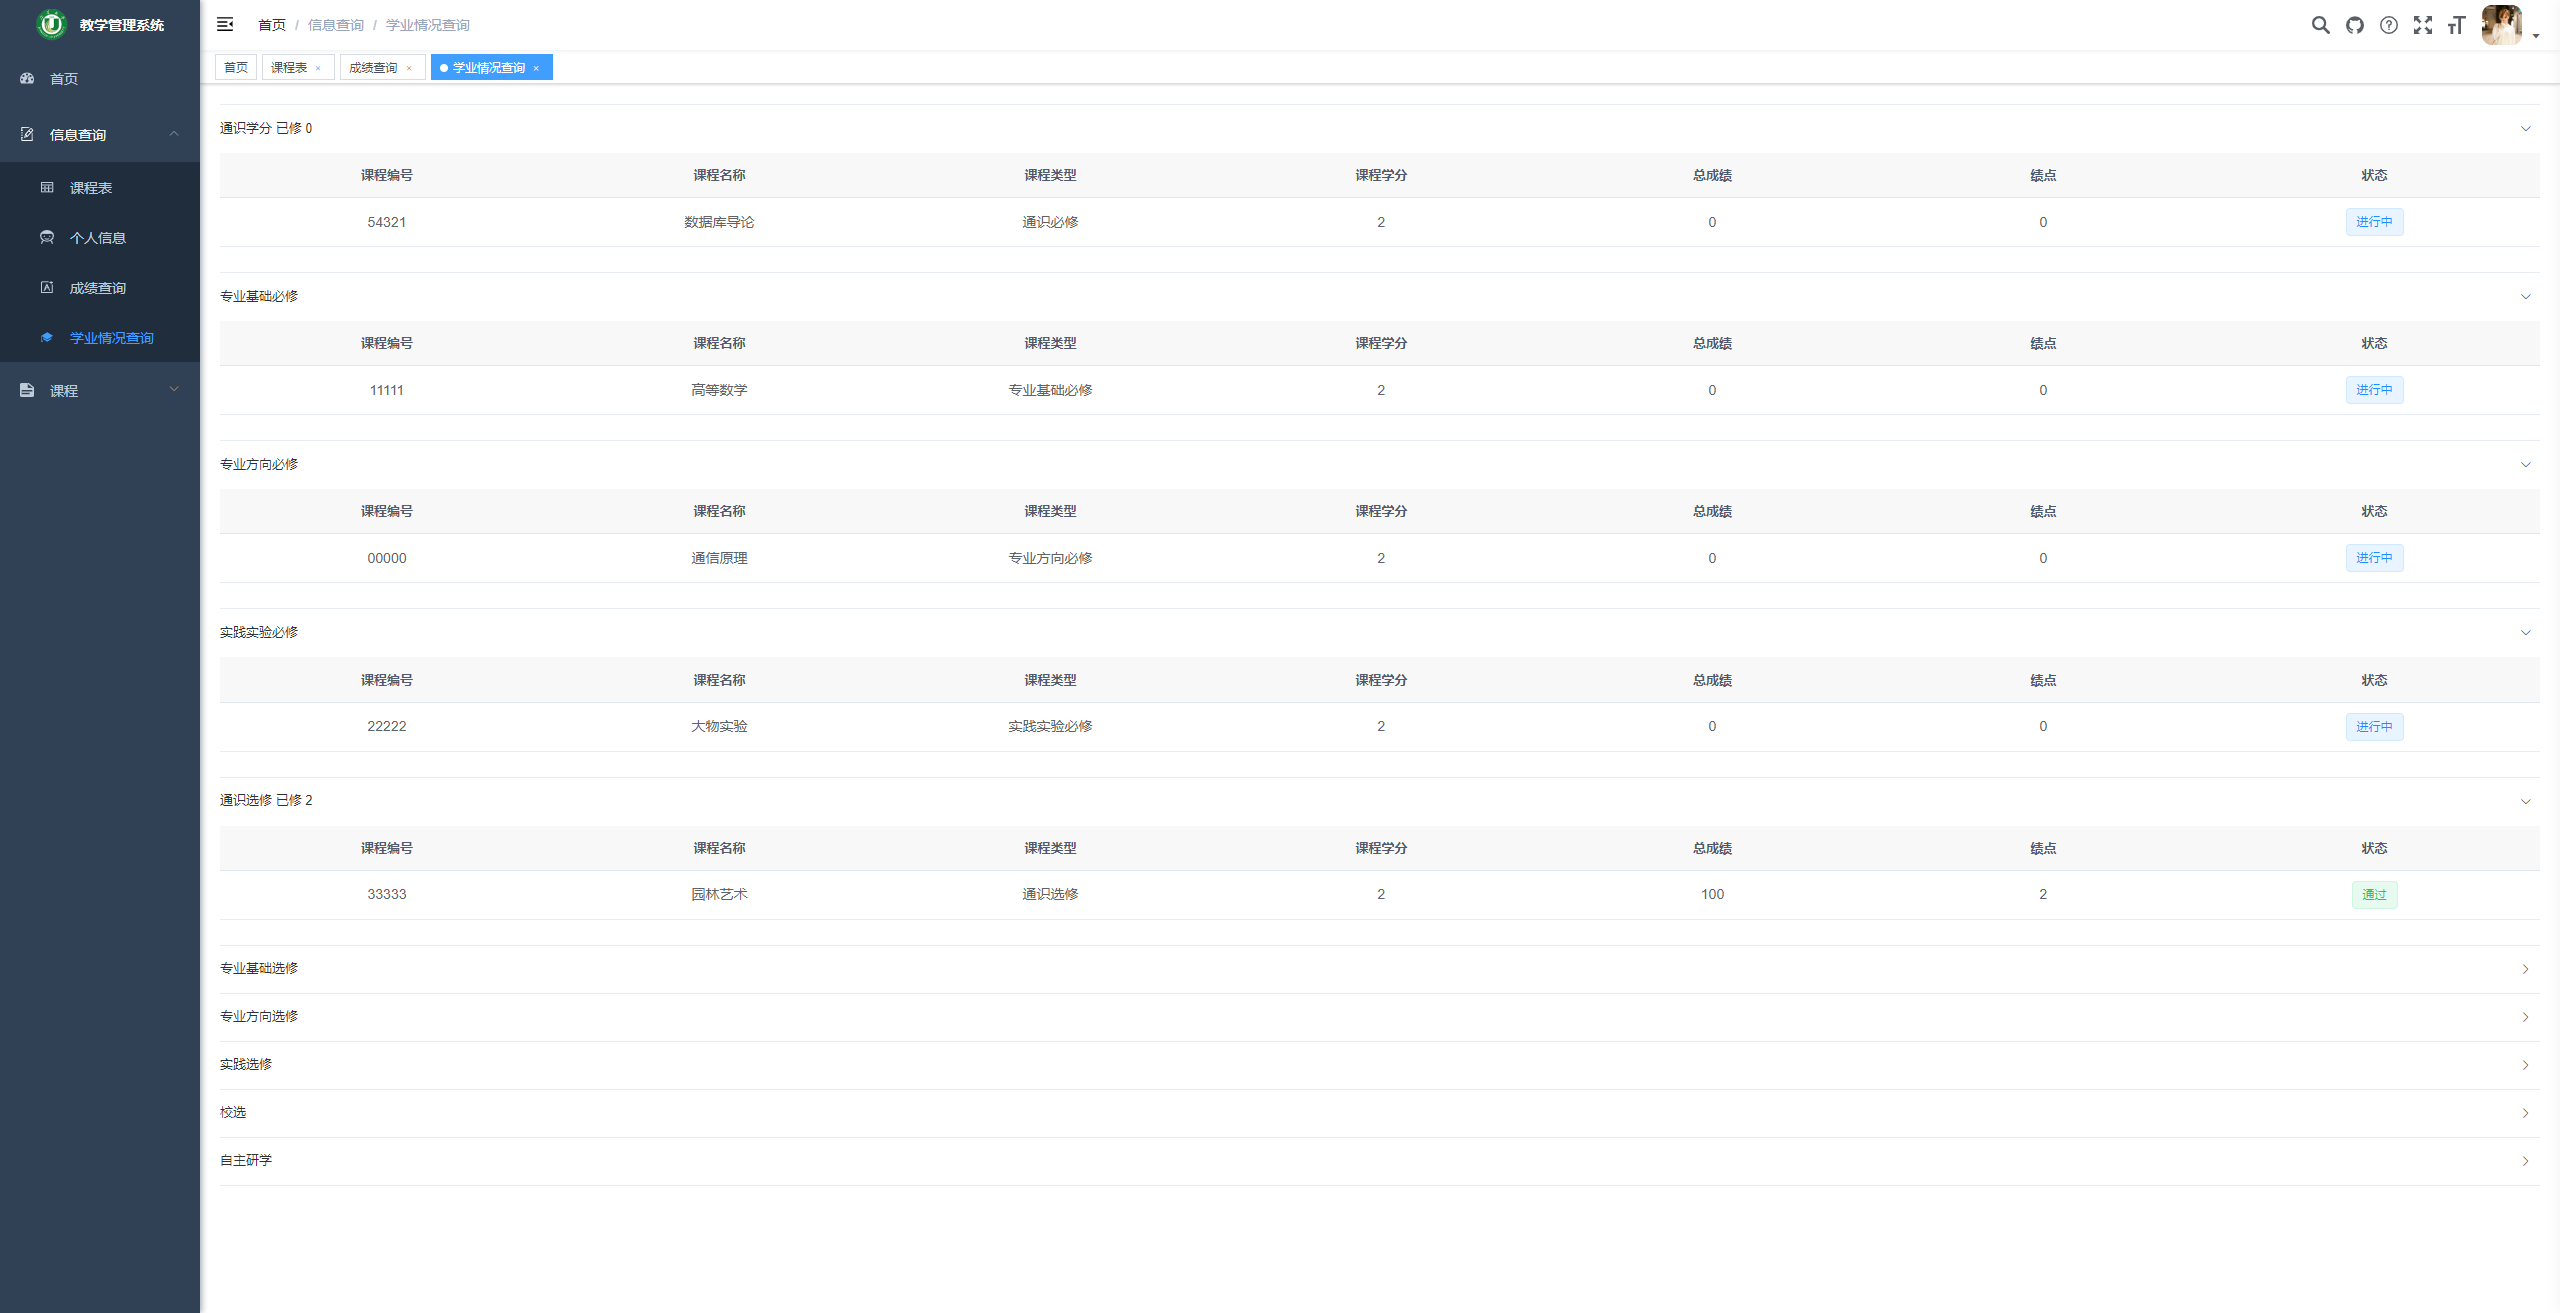 教学管理系统
首页
信息查询
课程表
个人信息
成绩查询
学业情况查询
课程
首页 / 信息查询 / 学业情况查询
首页 课程表 × 成绩查询 × 学业情况查询 ×
通识学分 已修 0
课程编号 课程名称 课程类型 课程学分 总成绩 绩点 状态
54321 数据库导论 通识必修 2 0 0 进行中
专业基础必修
课程编号 课程名称 课程类型 课程学分 总成绩 绩点 状态
11111 高等数学 专业基础必修 2 0 0 进行中
专业方向必修
课程编号 课程名称 课程类型 课程学分 总成绩 绩点 状态
00000 通信原理 专业方向必修 2 0 0 进行中
实践实验必修
课程编号 课程名称 课程类型 课程学分 总成绩 绩点 状态
22222 大物实验 实践实验必修 2 0 0 进行中
通识选修 已修 2
课程编号 课程名称 课程类型 课程学分 总成绩 绩点 状态
33333 园林艺术 通识选修 2 100 2 通过
专业基础选修
专业方向选修
实践选修
校选
自主研学